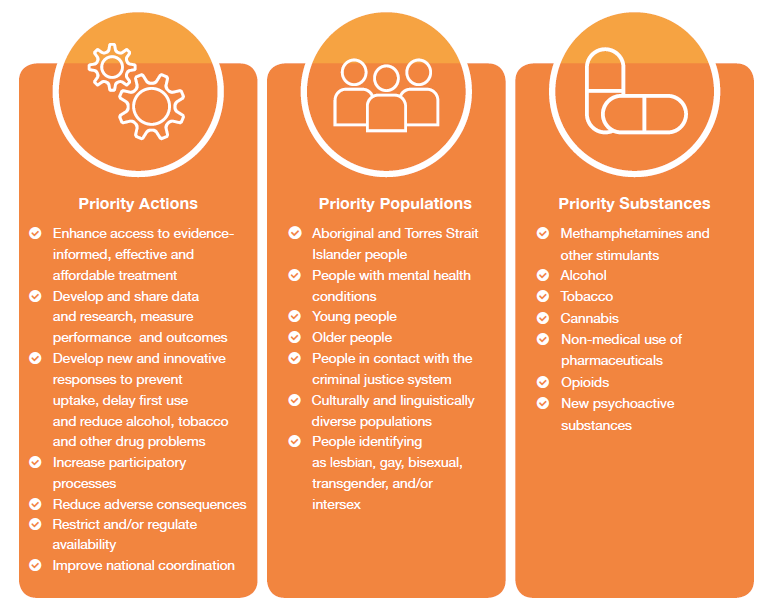 Priority Actions
Enhance access to evidence-
informed, effective and
affordable treatment
Develop and share data
and research, measure
performance and outcomes
Develop new and innovative
responses to prevent
uptake, delay first use
and reduce alcohol, tobacco
and other drug problems
Increase participatory
processes
Reduce adverse consequences
Restrict and/or regulate
availability
Improve national coordination
Priority Populations
Aboriginal and Torres Strait
Islander people
People with mental health
conditions
Young people
Older people
People in contact with the
criminal justice system
Culturally and linguistically
diverse populations
People identifying
as lesbian, gay, bisexual,
transgender, and/or
intersex
Priority Substances
Methamphetamines and
other stimulants
Alcohol
Tobacco
Cannabis
Non-medical use of
pharmaceuticals
Opioids
New psychoactive
substances